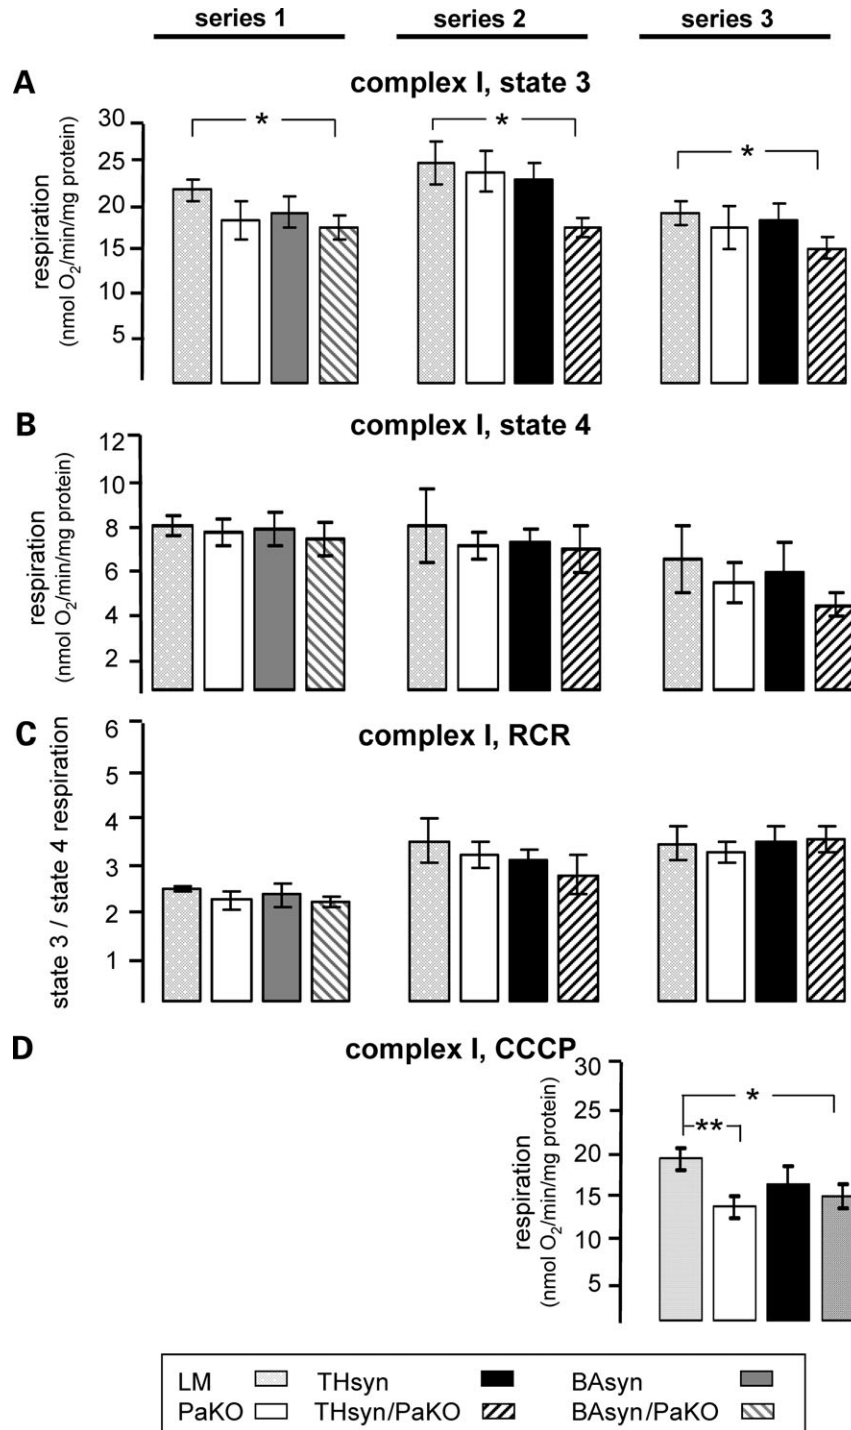 series 1 series 2 series 3
A complex I, state 3
respiration
(nmol O2/min/mg protein)
30
25
20
15
10
5
* * *
B complex I, state 4
respiration
(nmol O2/min/mg protein)
12
10
8
6
4
2
C complex I, RCR
state 3 / state 4 respiration
6
5
4
3
2
1
D complex I, CCCP
respiration
(nmol O2/min/mg protein)
30
25
20
15
10
5
*
**
LM THsyn BAsyn
PaKO THsyn/PaKO BAsyn/PaKO